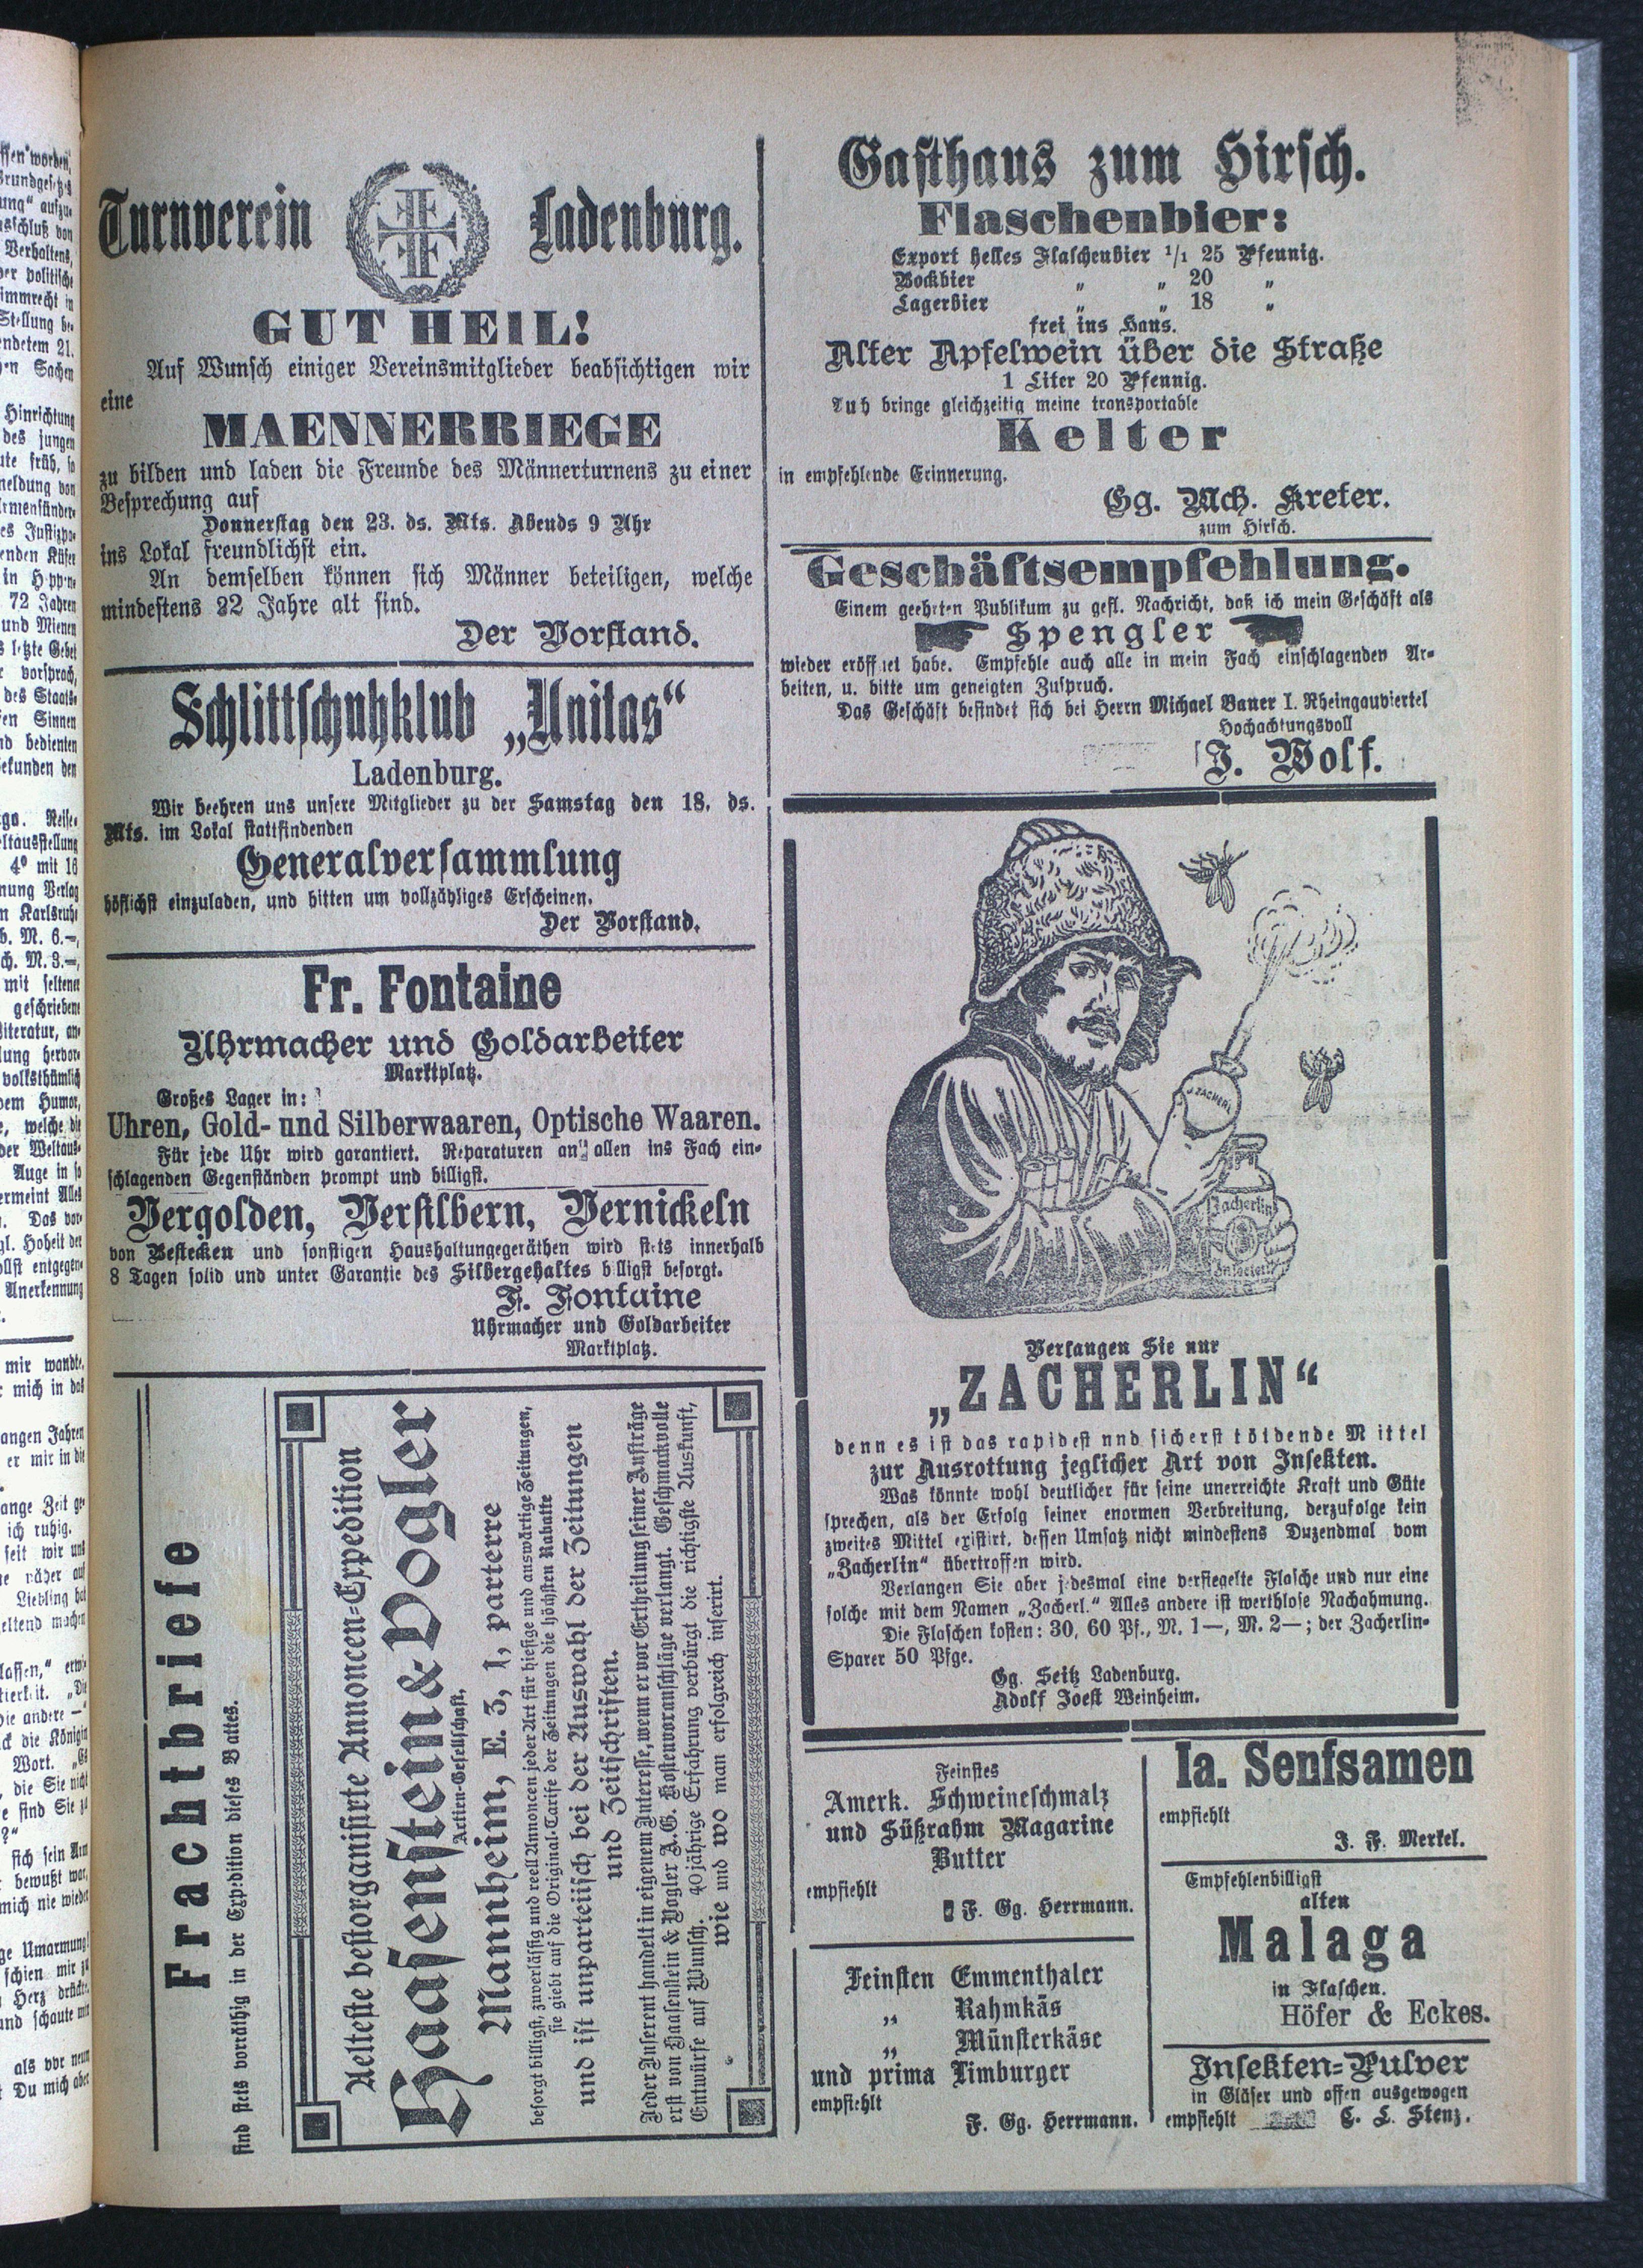 Turnverein Ladenburg.
GUT HEIL!
Auf Wunsch einiger Vereinsmitglieder beabsichtigen wir
eine
MAENNERRIEGE
zu bilden und laden die Freunde des Männerturnens zu einer
Besprechung auf
Donnerstag den 23. ds. Mts. Abends 9 Uhr
ins Lokal freundlichst ein.
An demselben können sich Männer beteiligen, welche
mindestens 22 Jahre alt sind.
Der Vorstand.
Schlittschuhklub „Unitas“
Ladenburg.
Wir beehren uns unsere Mitglieder zu der Samstag den 18. ds.
Mts. im Lokal stattfindenden
Generalversammlung
höflichst einzuladen, und bitten um vollzähliges Erscheinen.
Der Vorstand.
Fr. Fontaine
Uhrmacher und Goldarbeiter
Marktplatz.
Großes Lager in:
Uhren, Gold- und Silberwaaren, Optische Waaren.
Für jede Uhr wird garantiert. Reparaturen an allen ins Fach ein-
schlagenden Gegenständen prompt und billigst.
Vergolden, Versilbern, Vernickeln
von Bestecken und sonstigen Haushaltungegeräthen wird stets innerhalb
8 Tagen solid und unter Garantie des Silbergehaltes billigst besorgt.
F. Fontaine
Uhrmacher und Goldarbeiter
Marktplatz.
Frachtbriefe
sind stets vorräthig in der Expedition dieses Battes.
Aelteste bestorganisirte Annoncen-Expedition
Haasenstein & Vogler
Actien-Gesellschaft,
Mannheim, E. 3, 1, parterre
besorgt billigst, zuverlässig und reell Annoncen jeder Art für hiesige und auswärtige Zeitungen,
sie giebt auf die Original-Tarife der Zeitungen die höchsten Rabatte
und ist unparteiisch bei der Auswahl der Zeitungen
und Zeitschriften.
Jeder Inserent handelt in eigenem Interesse, wenn er vor Ertheilung seiner Aufträge
erst von Haasenstein & Vogler A.G. Kostenvoranschläge verlangt. Geschmackvolle
Entwürfe auf Wunsch. 40 jährige Erfahrung verbürgt die richtigste Auskunft,
wie und wo man erfolgreich inserirt.
Gasthaus zum Hirsch.
Flaschenbier:
Export helles Flaschenbier 1/1 25 Pfennig.
Bockbier „ „ 20 „
Lagerbier „ „ 18 „
frei ins Haus.
Alter Apfelwein über die Straße
1 Liter 20 Pfennig.
Auch bringe gleichzeitig meine transportable
Kelter
in empfehlende Erinnerung.
Gg. Mch. Kreter.
zum Hirsch.
Geschäftsempfehlung.
Einem geehrten Publikum zu gefl. Nachricht, daß ich mein Geschäft als
Spengler
wieder eröffnet habe. Empfehle auch alle in mein Fach einschlagenden Ar-
beiten, u. bitte um geneigten Zuspruch.
Das Geschäft befindet sich bei Herrn Michael Bauer I. Rheingauviertel
Hochachtungsvoll
J. Wolf.
J. ZACHERL
Zacherlin
Verlangen Sie nur
„ZACHERLIN“
denn es ist das rapidest nnd sicherst tötdende Mittel
zur Ausrottung jeglicher Art von Insekten.
Was könnte wohl deutlicher für seine unerreichte Kraft und Güte
sprechen, als der Erfolg seiner enormen Verbreitung, derzufolge kein
zweites Mittel existirt, dessen Umsatz nicht mindestens Duzendmal vom
„Zacherlin“ übertroffen wird.
Verlangen Sie aber jedesmal eine versiegelte Flasche und nur eine
solche mit dem Namen „Zacherl.“ Alles andere ist werthlose Nachahmung.
Die Flaschen kosten: 30, 60 Pf., M. 1—, M. 2—; der Zacherlin-
Sparer 50 Pfge.
Gg. Seitz Ladenburg.
Adolf Joest Weinheim.
Feinstes
Amerk. Schweineschmalz
und Süßrahm Magarine
Butter
empfiehlt
F. Gg. Herrmann.
Feinsten Emmenthaler
„ Rahmkäs
„ Münsterkäse
und prima Limburger
empfiehlt
F. Gg. Herrmann.
Ia. Senfsamen
empfiehlt
J. F. Merkel.
Empfehlenbilligst
alten
Malaga
in Flaschen.
Höfer & Eckes.
Insekten-Pulver
in Gläser und offen ausgewogen
empfiehlt C. L. Stenz.